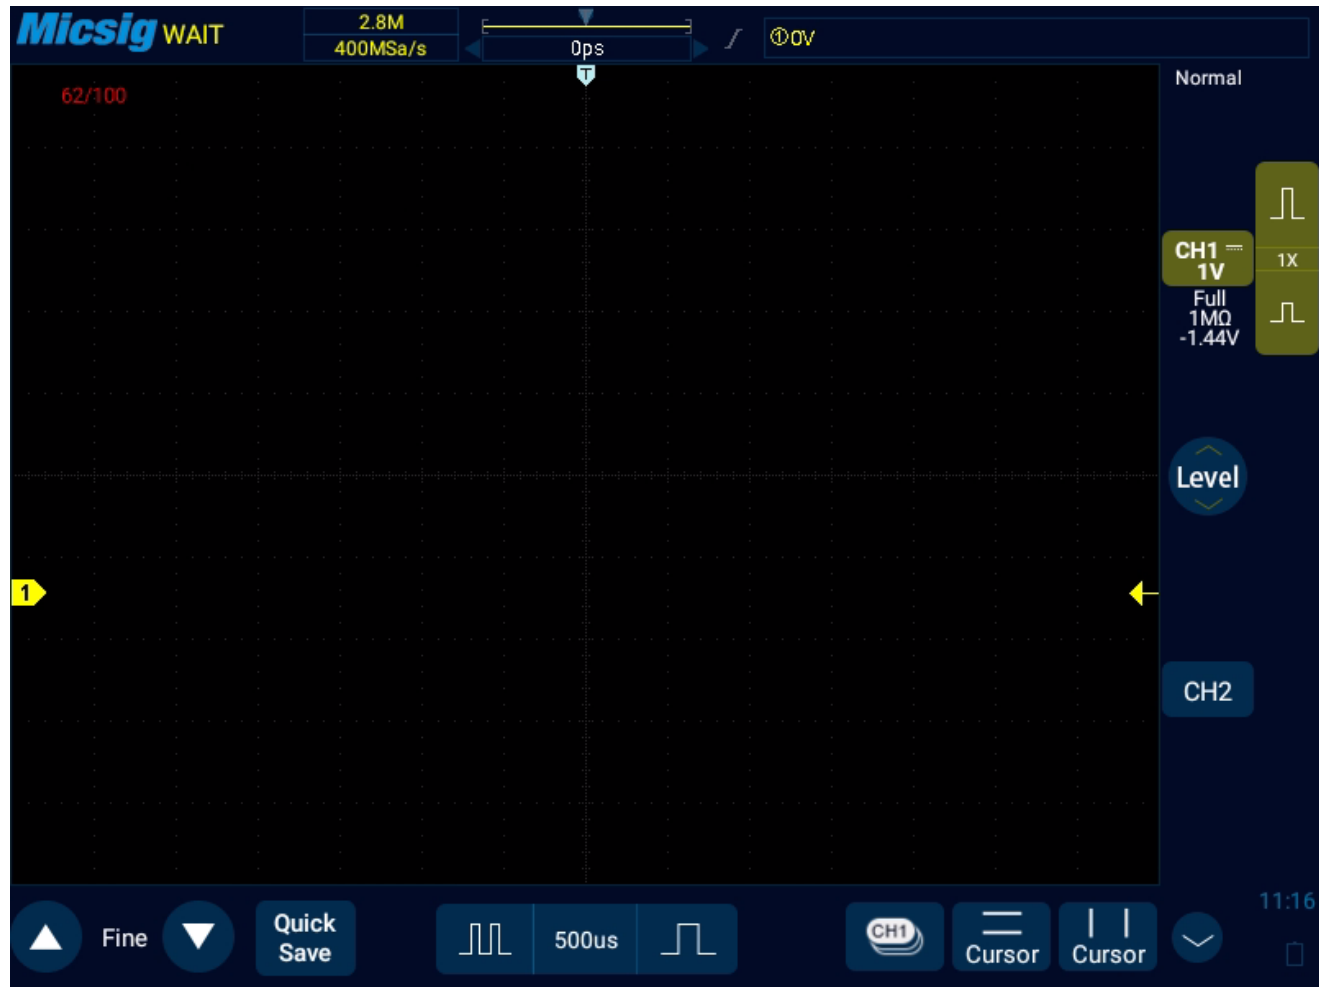 Micsig WAIT
2.8M
400MSa/s
0ps
①0V
T
62/100
Normal
CH1
1V
1X
Full
1MΩ
-1.44V
Level
1
CH2
11:16
Fine
Quick
Save
500us
CH1
Cursor
Cursor